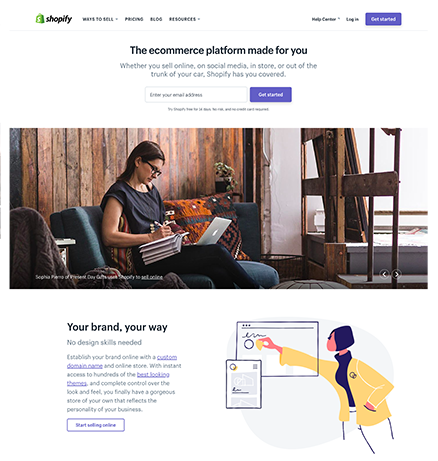 shopify WAYS TO SELL PRICING BLOG RESOURCES Help Center Log in Get started
The ecommerce platform made for you
Whether you sell online, on social media, in store, or out of the
trunk of your car, Shopify has you covered.
Enter your email address Get started
Try Shopify free for 14 days. No risk, and no credit card required.
Sophia Pierro of Present Day Gifts uses Shopify to sell online
Your brand, your way
No design skills needed
Establish your brand online with a custom
domain name and online store. With instant
access to hundreds of the best looking
themes, and complete control over the
look and feel, you finally have a gorgeous
store of your own that reflects the
personality of your business.
Start selling online